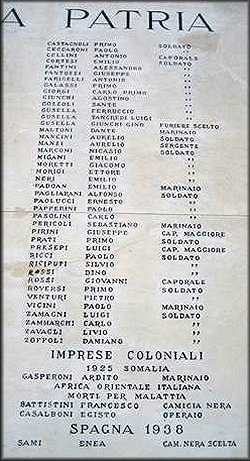 A PATRIA
CASTAGNOLI PRIMO SOLDATO
CECCARONI PAOLO "
CELLINI ANTONIO CAPORALE
CORTESI EMILIO SOLDATO
FANTINI ALESSANDRO "
FANTOZZI GIUSEPPE "
FARISELLI ANTONIO "
GALASSI PRIMO "
GIORGI CARLO PRIMO "
GIUNCHI AGOSTINO "
GOZZOLI SANTE "
GUSELLA FERRUCCIO "
GUSELLA TANCREDI LUIGI "
GUSELLA GIUNCHI GINO FURIERE SCELTO
MALTONI DANTE MARINAIO
MANCINI AURELIO SOLDATO
MANZI AURELIO SERGENTE
MARCONI NICASIO SOLDATO
MIGANI EMILIO "
MORETTI GIACOMO "
MORIGI ETTORE "
NERI EMILIO "
PADOAN EMILIO MARINAIO
PAGLIARANI ALFONSO SOLDATO
PAOLUCCI ERNESTO "
PAPPERINI PAOLO "
PASOLINI CARLO "
PERICOLI SEBASTIANO MARINAIO
PIRINI GIUSEPPE CAP. MAGGIORE
PRATI PRIMO SOLDATO
PRESEPI LUIGI CAP. MAGGIORE
RICCI PAOLO SOLDATO
RICIPUTI SILVIO "
ROSSI DINO "
ROSSI GIOVANNI CAPORALE
ROVERSI PRIMO SOLDATO
VENTURI PIETRO "
VICINI PAOLO MARINAIO
ZAMAGNI LUIGI SOLDATO
ZAMMARCHI CARLO "
ZAVAGLI LIVIO "
ZOFFOLI DAMIANO "
IMPRESE COLONIALI
1925 SOMALIA
GASPERONI ARDITO MARINAIO
AFRICA ORIENTALE ITALIANA
MORTI PER MALATTIA
BATTISTINI FRANCESCO CAMICIA NERA
CASALBONI EGISTO OPERAIO
SPAGNA 1938
SAMI ENEA CAM. NERA SCELTA